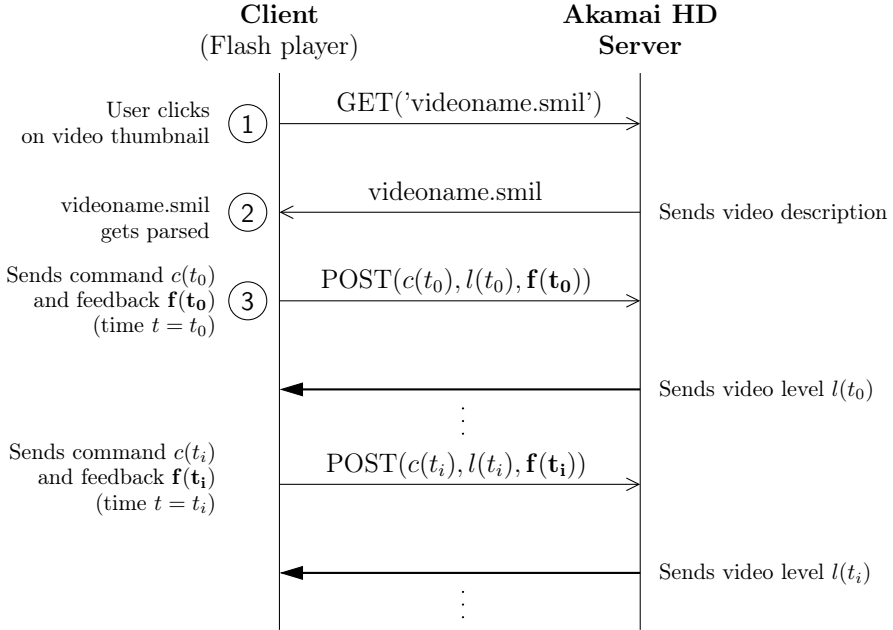 Client
(Flash player)
Akamai HD
Server
User clicks
on video thumbnail
1
GET('videoname.smil')
videoname.smil
gets parsed
2
videoname.smil
Sends video description
Sends command c(t₀)
and feedback f(t₀)
(time t = t₀)
3
POST(c(t₀), l(t₀), f(t₀))
Sends video level l(t₀)
Sends command c(tᵢ)
and feedback f(tᵢ)
(time t = tᵢ)
POST(c(tᵢ), l(tᵢ), f(tᵢ))
Sends video level l(tᵢ)